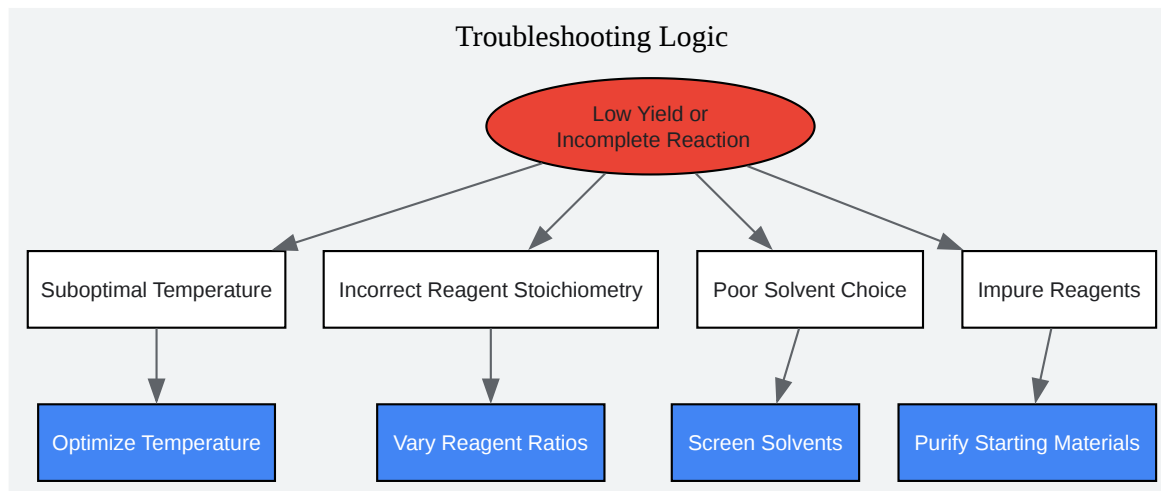 Troubleshooting Logic
Low Yield or
Incomplete Reaction
Suboptimal Temperature
Incorrect Reagent Stoichiometry
Poor Solvent Choice
Impure Reagents
Optimize Temperature
Vary Reagent Ratios
Screen Solvents
Purify Starting Materials